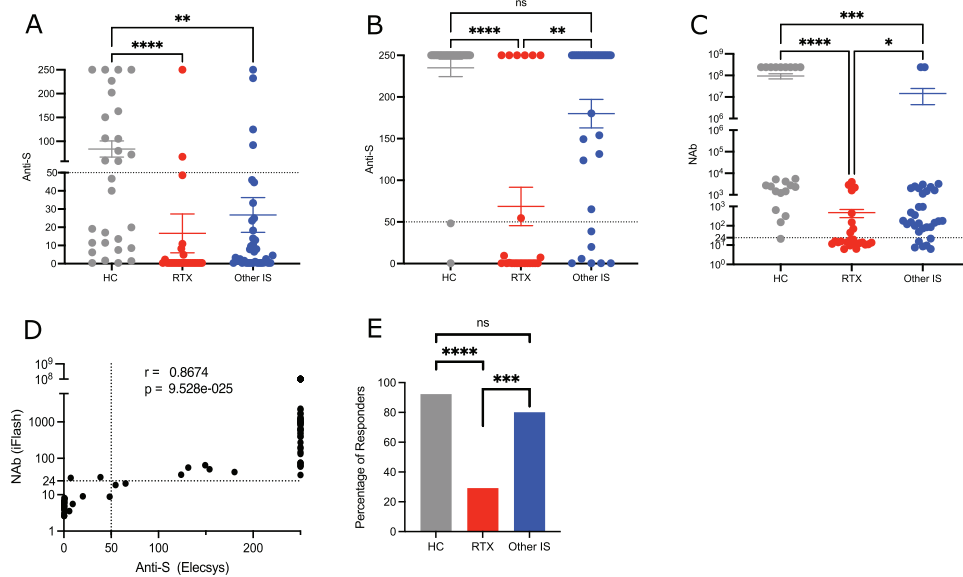 A
**
****
250
200
150
100
50
40
30
20
10
0
Anti-S
HC
RTX
Other IS
B
ns
****
**
250
200
150
100
50
0
Anti-S
HC
RTX
Other IS
C
***
****
*
10⁹
10⁸
10⁷
10⁶
10⁵
10⁴
10³
10³
10²
24
10¹
10⁰
NAb
HC
RTX
Other IS
D
r = 0.8674
p = 9.528e-025
10⁹
10⁸
1000
100
24
10
1
NAb (iFlash)
0
50
100
200
Anti-S (Elecsys)
E
ns
****
***
100
80
60
40
20
0
Percentage of Responders
HC
RTX
Other IS